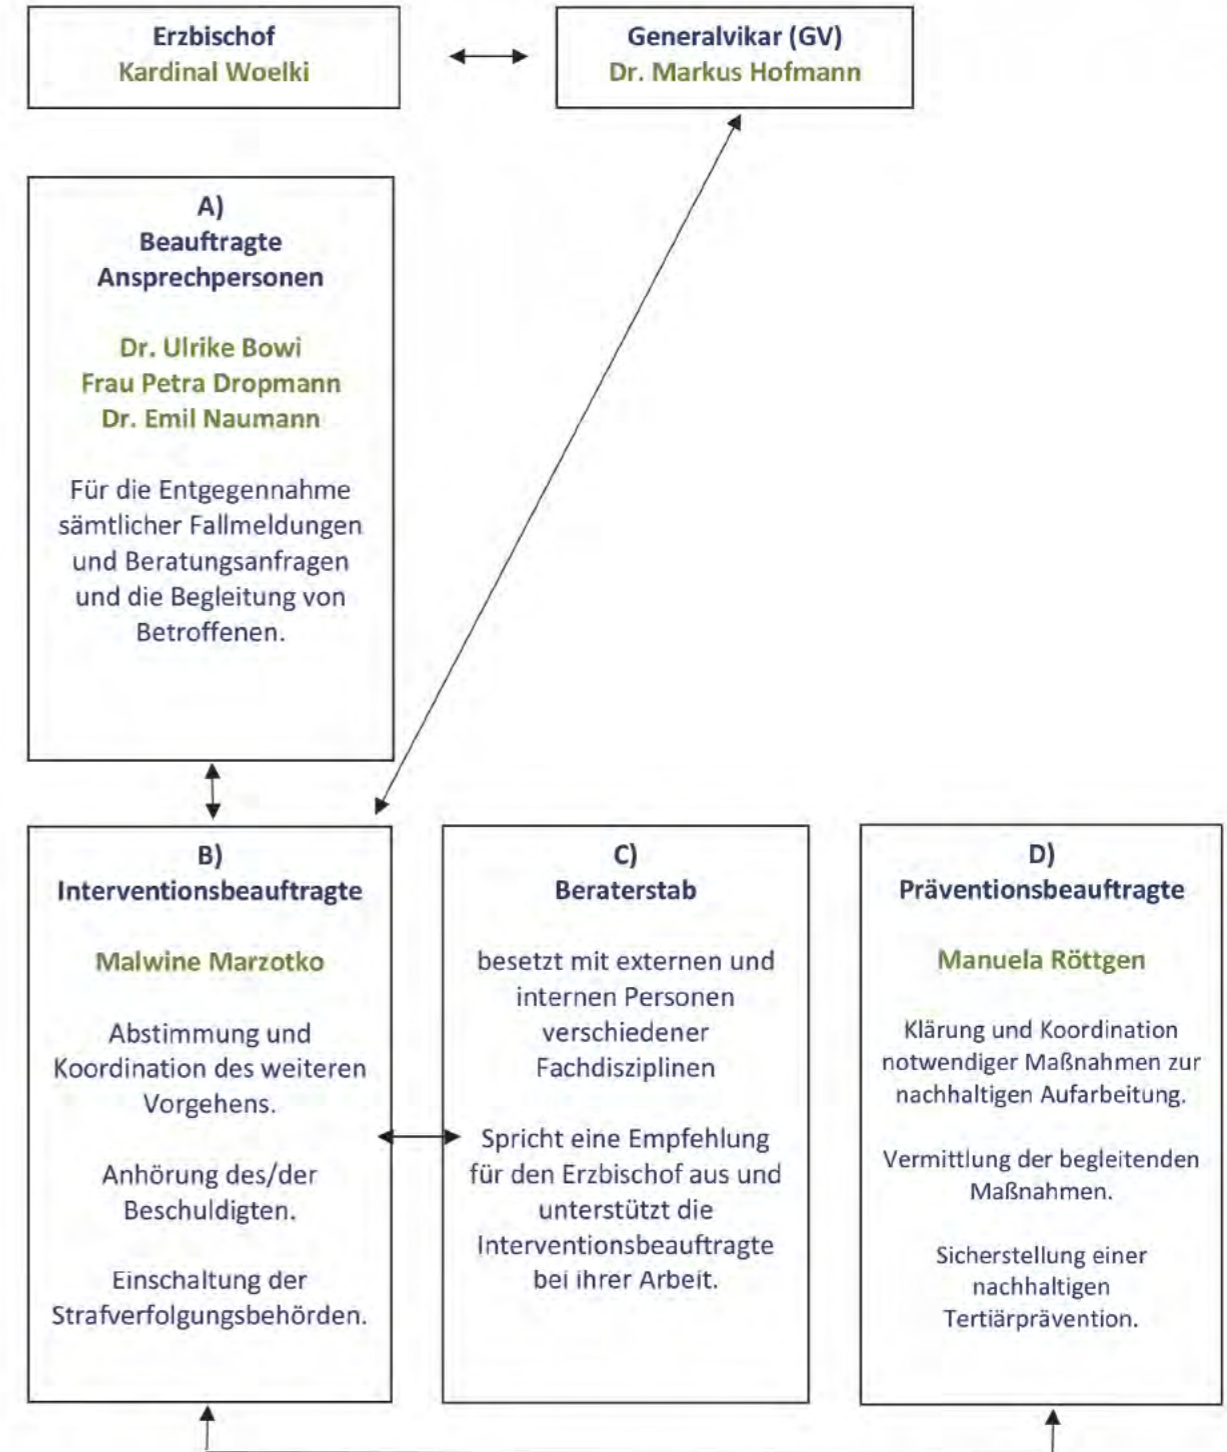 Erzbischof
Kardinal Woelki
Generalvikar (GV)
Dr. Markus Hofmann
A)
Beauftragte
Ansprechpersonen
Dr. Ulrike Bowi
Frau Petra Dropmann
Dr. Emil Naumann
Für die Entgegennahme
sämtlicher Fallmeldungen
und Beratungsanfragen
und die Begleitung von
Betroffenen.
B)
Interventionsbeauftragte
Malwine Marzotko
Abstimmung und
Koordination des weiteren
Vorgehens.
Anhörung des/der
Beschuldigten.
Einschaltung der
Strafverfolgungsbehörden.
C)
Beraterstab
besetzt mit externen und
internen Personen
verschiedener
Fachdisziplinen
Spricht eine Empfehlung
für den Erzbischof aus und
unterstützt die
Interventionsbeauftragte
bei ihrer Arbeit.
D)
Präventionsbeauftragte
Manuela Röttgen
Klärung und Koordination
notwendiger Maßnahmen zur
nachhaltigen Aufarbeitung.
Vermittlung der begleitenden
Maßnahmen.
Sicherstellung einer
nachhaltigen
Tertiärprävention.